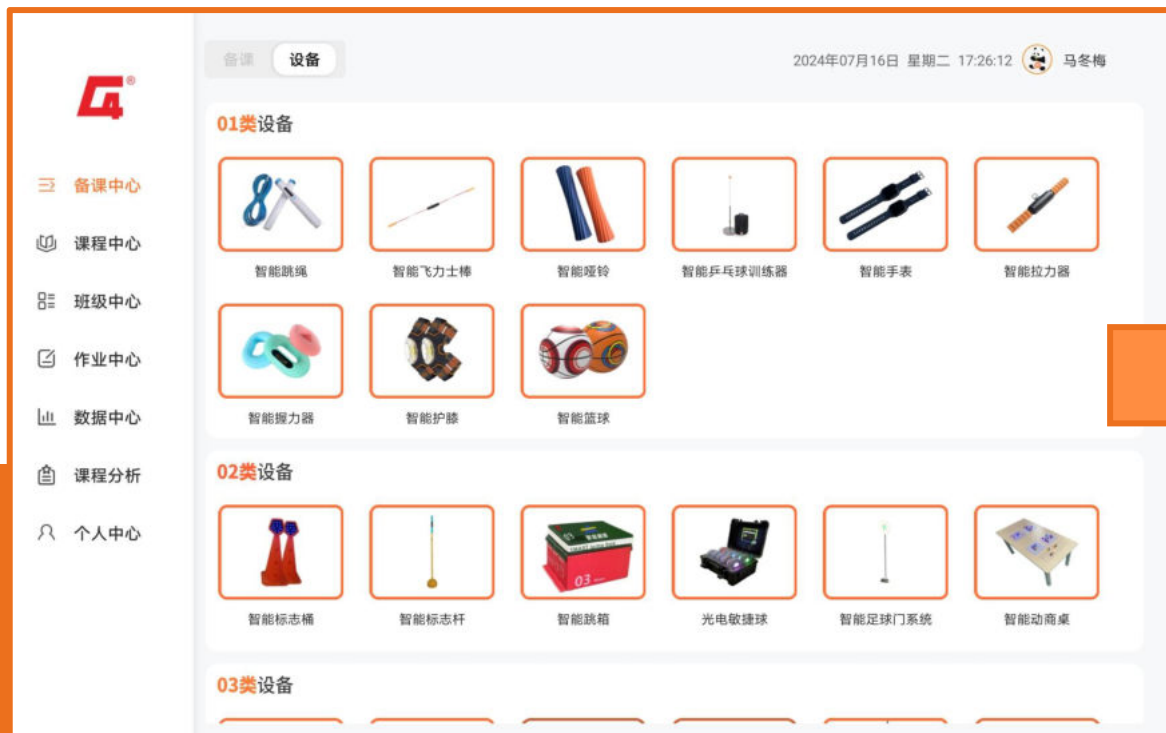 备课 设备
2024年07月16日 星期二 17:26:12 马冬梅
G4®
备课中心
课程中心
班级中心
作业中心
数据中心
课程分析
个人中心
01类设备
智能跳绳 智能飞力士棒 智能哑铃 智能乒乓球训练器 智能手表 智能拉力器
智能握力器 智能护膝 智能篮球
02类设备
03
智能标志桶 智能标志杆 智能跳箱 光电敏捷球 智能足球门系统 智能动商桌
03类设备